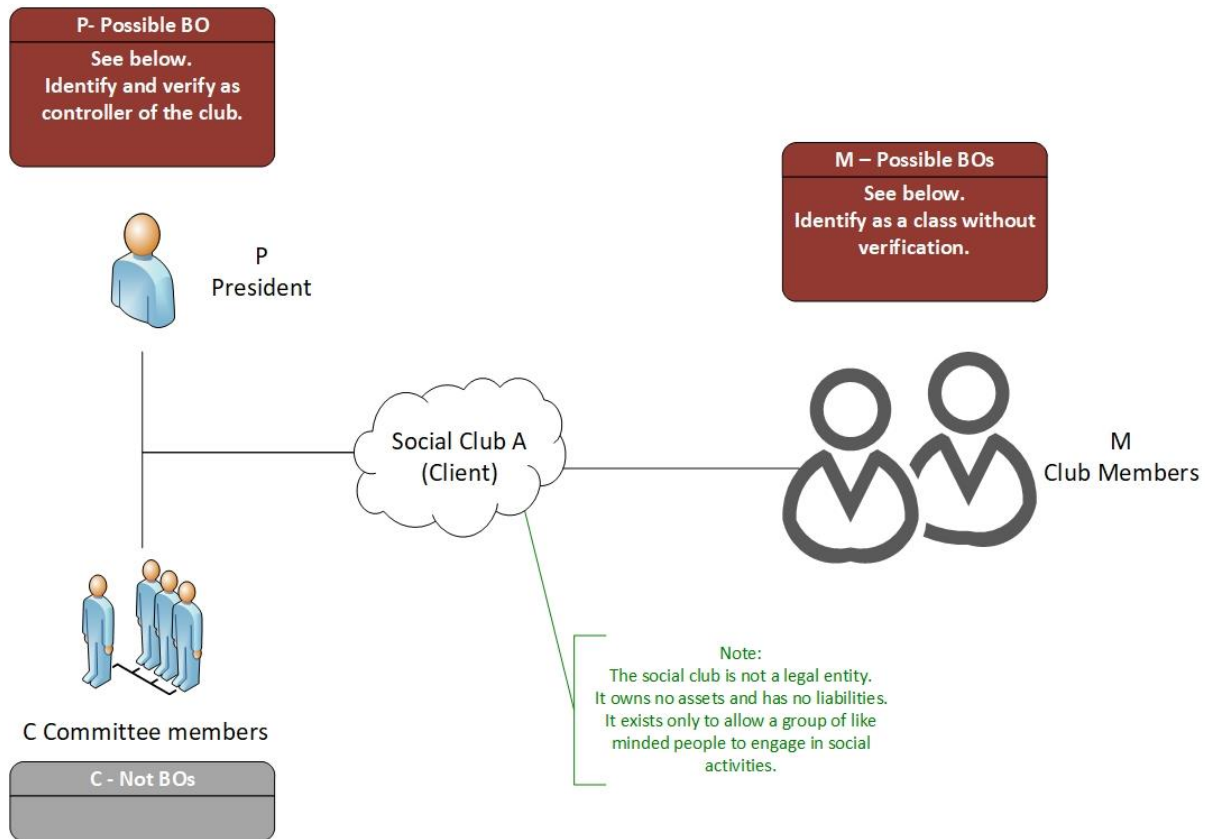 P- Possible BO
See below.
Identify and verify as
controller of the club.
M – Possible BOs
See below.
Identify as a class without
verification.
P
President
Social Club A
(Client)
M
Club Members
C Committee members
C - Not BOs
Note:
The social club is not a legal entity.
It owns no assets and has no liabilities.
It exists only to allow a group of like
minded people to engage in social
activities.